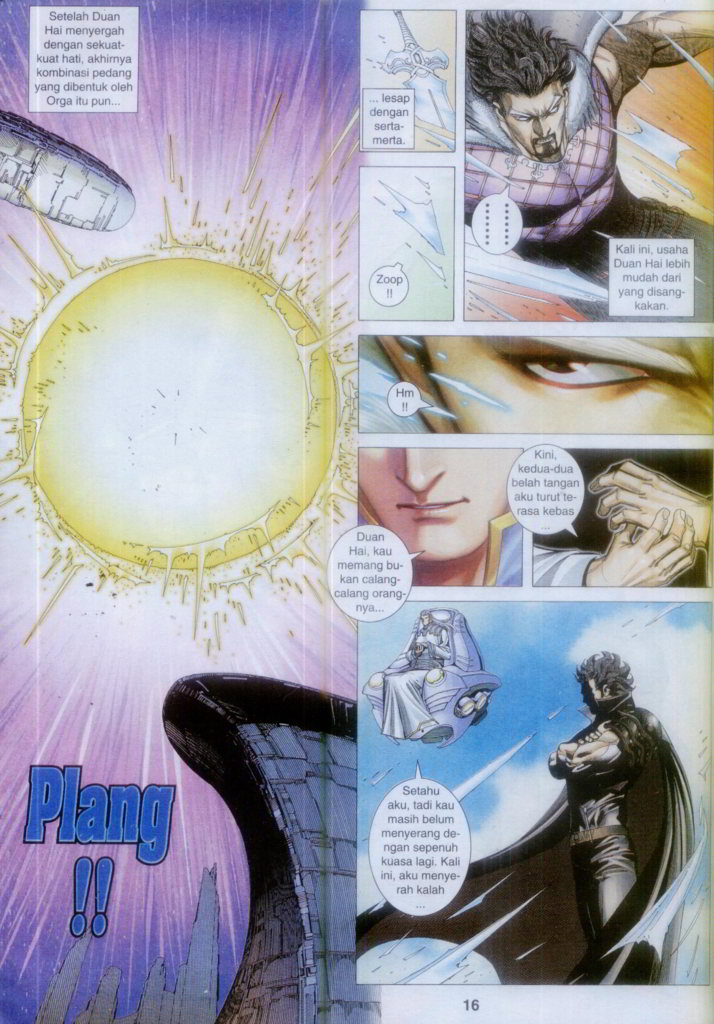 Setelah Duan
Hai menyergah
dengan sekuat-
kuat hati, akhirnya
kombinasi pedang
yang dibentuk oleh
Orga itu pun...
Plang
!!
... lesap
dengan
serta-
merta.
Zoop
!!
Kali ini, usaha
Duan Hai lebih
mudah dari
yang disang-
kakan.
Hm
!!
Duan
Hai, kau
memang bu-
kan calang-
calang orang-
nya...
Kini,
kedua-dua
belah tangan
aku turut te-
rasa kebas
...
Setahu
aku, tadi kau
masih belum
menyerang de-
ngan sepenuh
kuasa lagi. Kali
ini, aku menye-
rah kalah
...
16